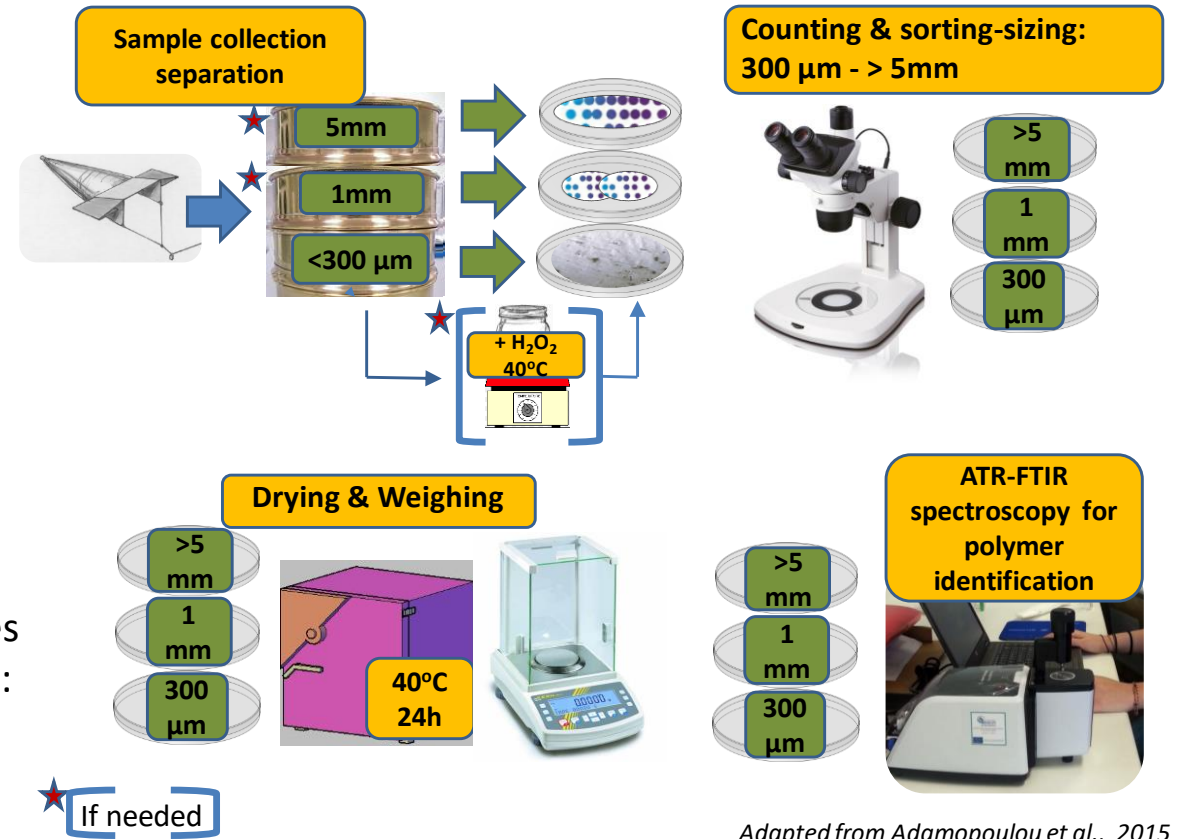 Sample collection
separation
5mm
1mm
<300 µm
+ H₂O₂
40°C
Counting & sorting-sizing:
300 µm - > 5mm
>5
mm
1
mm
300
µm
Drying & Weighing
>5
mm
1
mm
300
µm
40°C
24h
ATR-FTIR
spectroscopy for
polymer
identification
>5
mm
1
mm
300
µm
:
If needed
Adapted from Adamopoulou et al., 2015